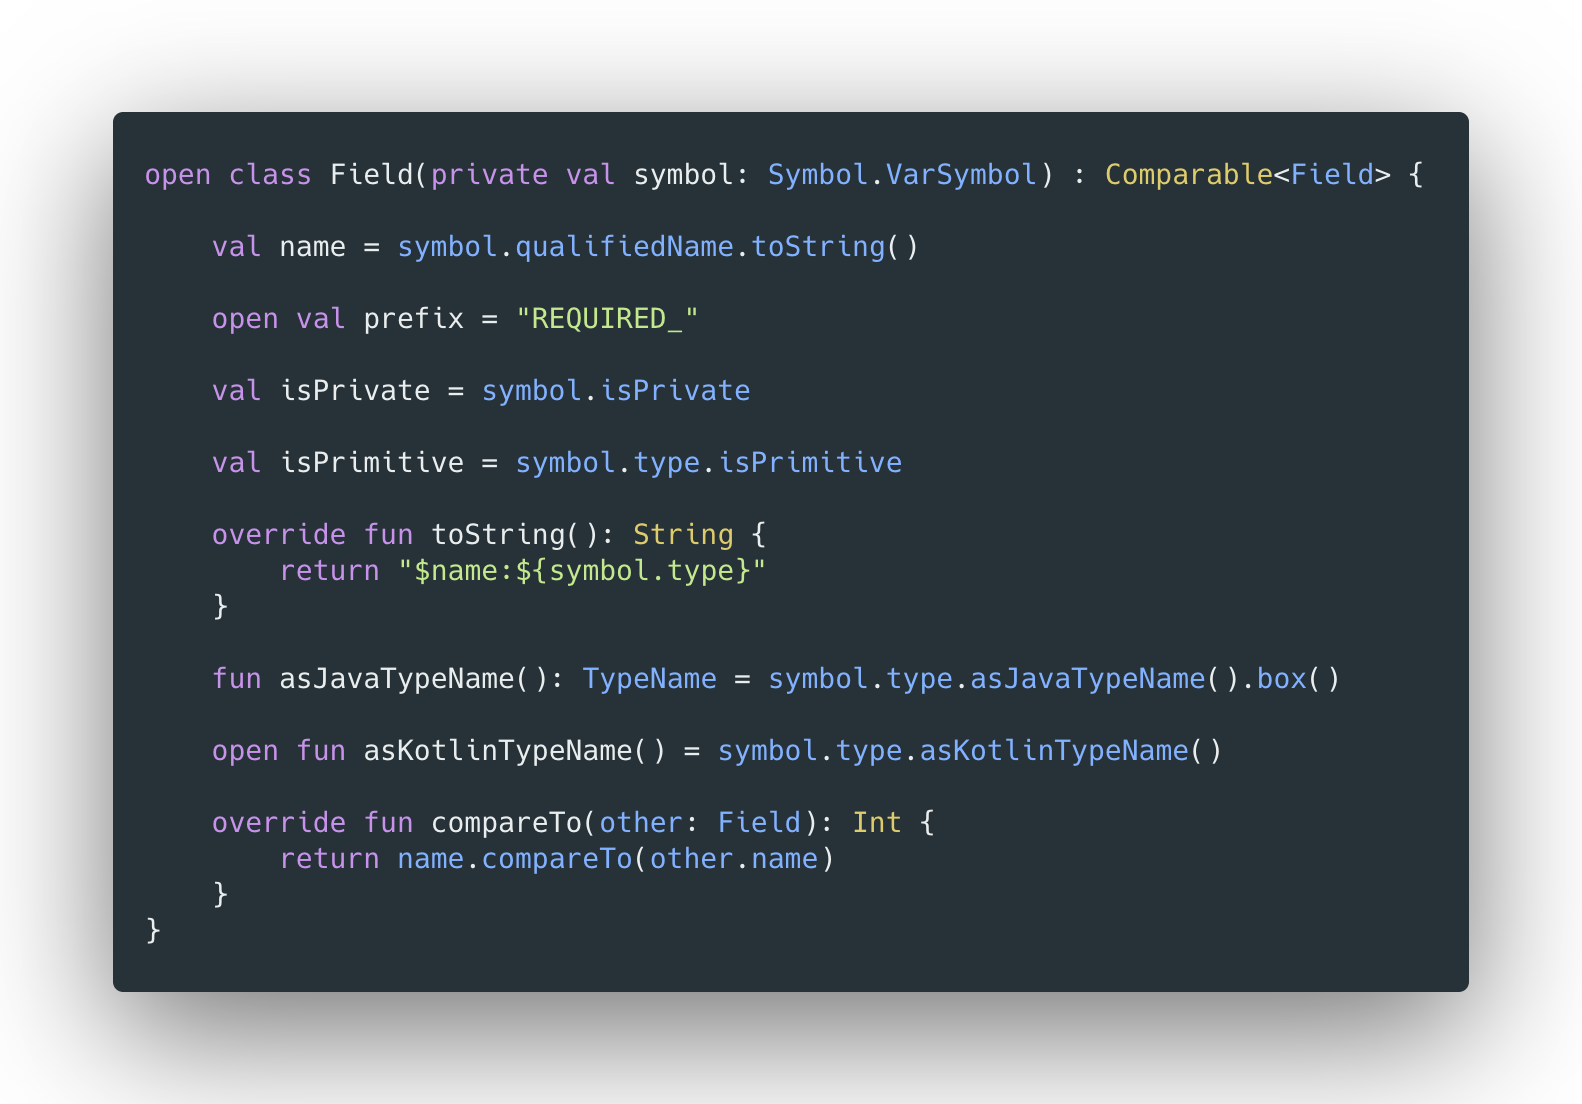 open class Field(private val symbol: Symbol.VarSymbol) : Comparable<Field> {
    val name = symbol.qualifiedName.toString()
    open val prefix = "REQUIRED_"
    val isPrivate = symbol.isPrivate
    val isPrimitive = symbol.type.isPrimitive
    override fun toString(): String {
        return "$name:${symbol.type}"
    }
    fun asJavaTypeName(): TypeName = symbol.type.asJavaTypeName().box()
    open fun asKotlinTypeName() = symbol.type.asKotlinTypeName()
    override fun compareTo(other: Field): Int {
        return name.compareTo(other.name)
    }
}